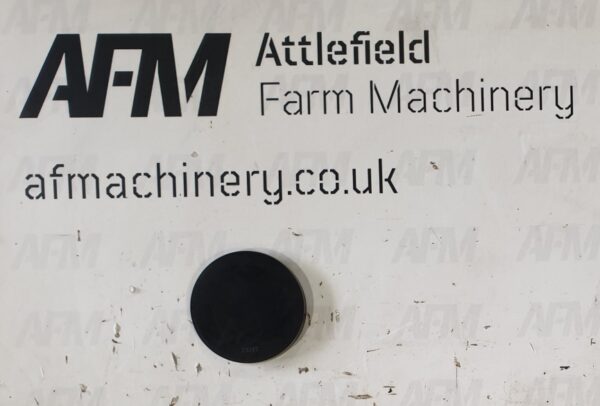 AFM
Attlefield
Farm Machinery
afmachinery.co.uk